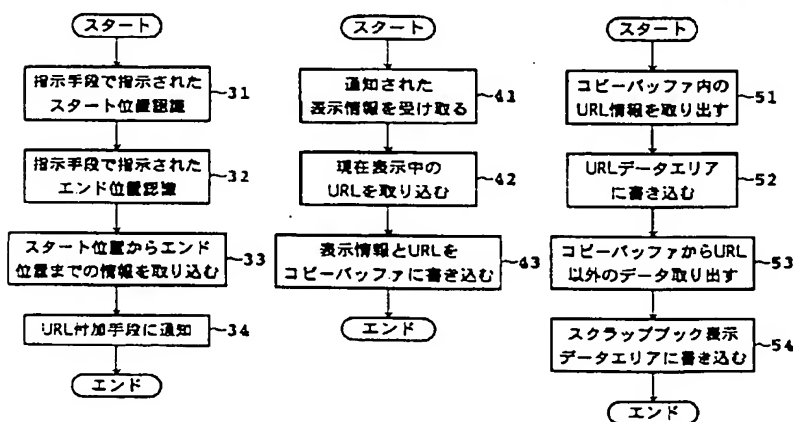 スタート
指示手段で指示された
スタート位置認識
31
指示手段で指示された
エンド位置認識
32
スタート位置からエンド
位置までの情報を取り込む
33
URL付加手段に通知
34
エンド
スタート
通知された
表示情報を受け取る
41
現在表示中の
URLを取り込む
42
表示情報とURLを
コピーバッファに書き込む
43
エンド
スタート
コピーバッファ内の
URL情報を取り出す
51
URLデータエリア
に書き込む
52
コピーバッファからURL
以外のデータ取り出す
53
スクラップブック表示
データエリアに書き込む
54
エンド